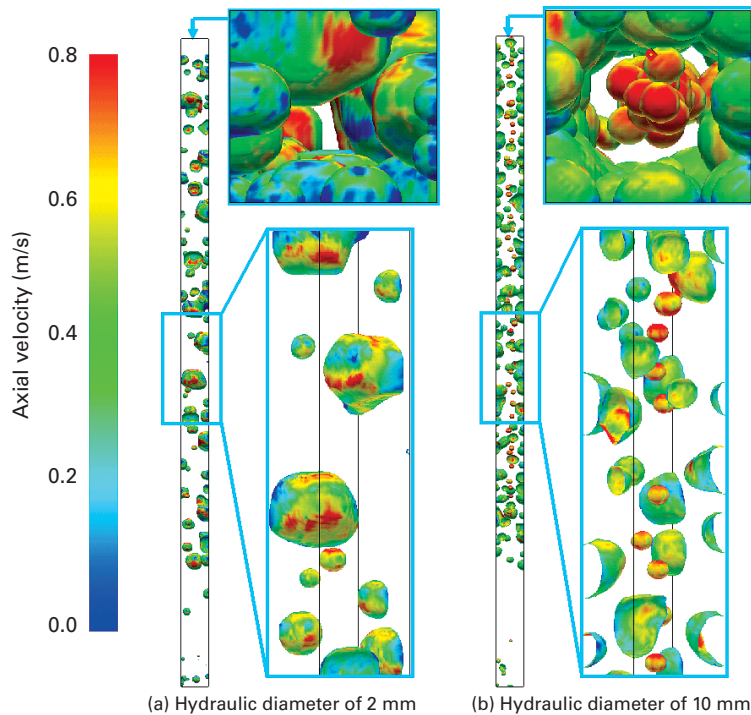 0.8
0.6
0.4
0.2
0.0
Axial velocity (m/s)
(a) Hydraulic diameter of 2 mm
(b) Hydraulic diameter of 10 mm